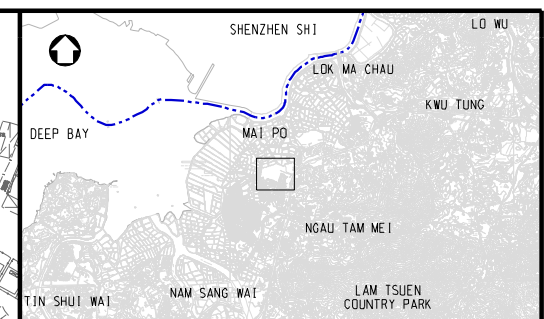 SHENZHEN SHI
LO WU
LOK MA CHAU
KWU TUNG
DEEP BAY
MAI PO
NGAU TAM MEI
TIN SHUI WAI
NAM SANG WAI
LAM TSUEN
COUNTRY PARK